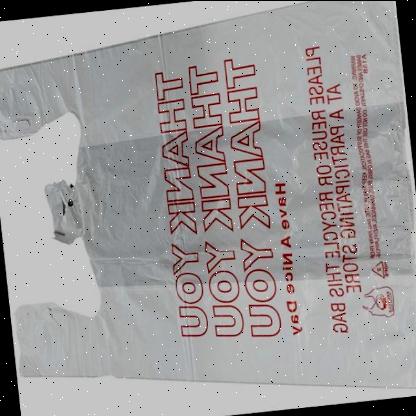 THANK YOU
THANK YOU
THANK YOU
Have A Nice Day
PLEASE REUSE OR RECYCLE THIS BAG
AT A PARTICIPATING STORE